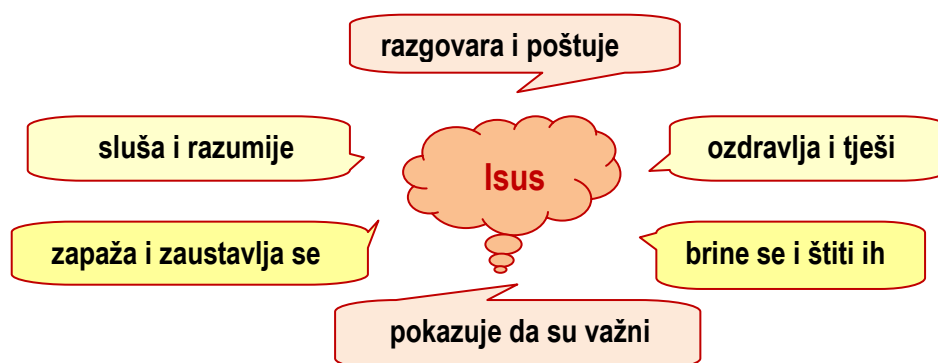 razgovara i poštuje
sluša i razumije
Isus
ozdravlja i tješi
zapaža i zaustavlja se
brine se i štiti ih
pokazuje da su važni